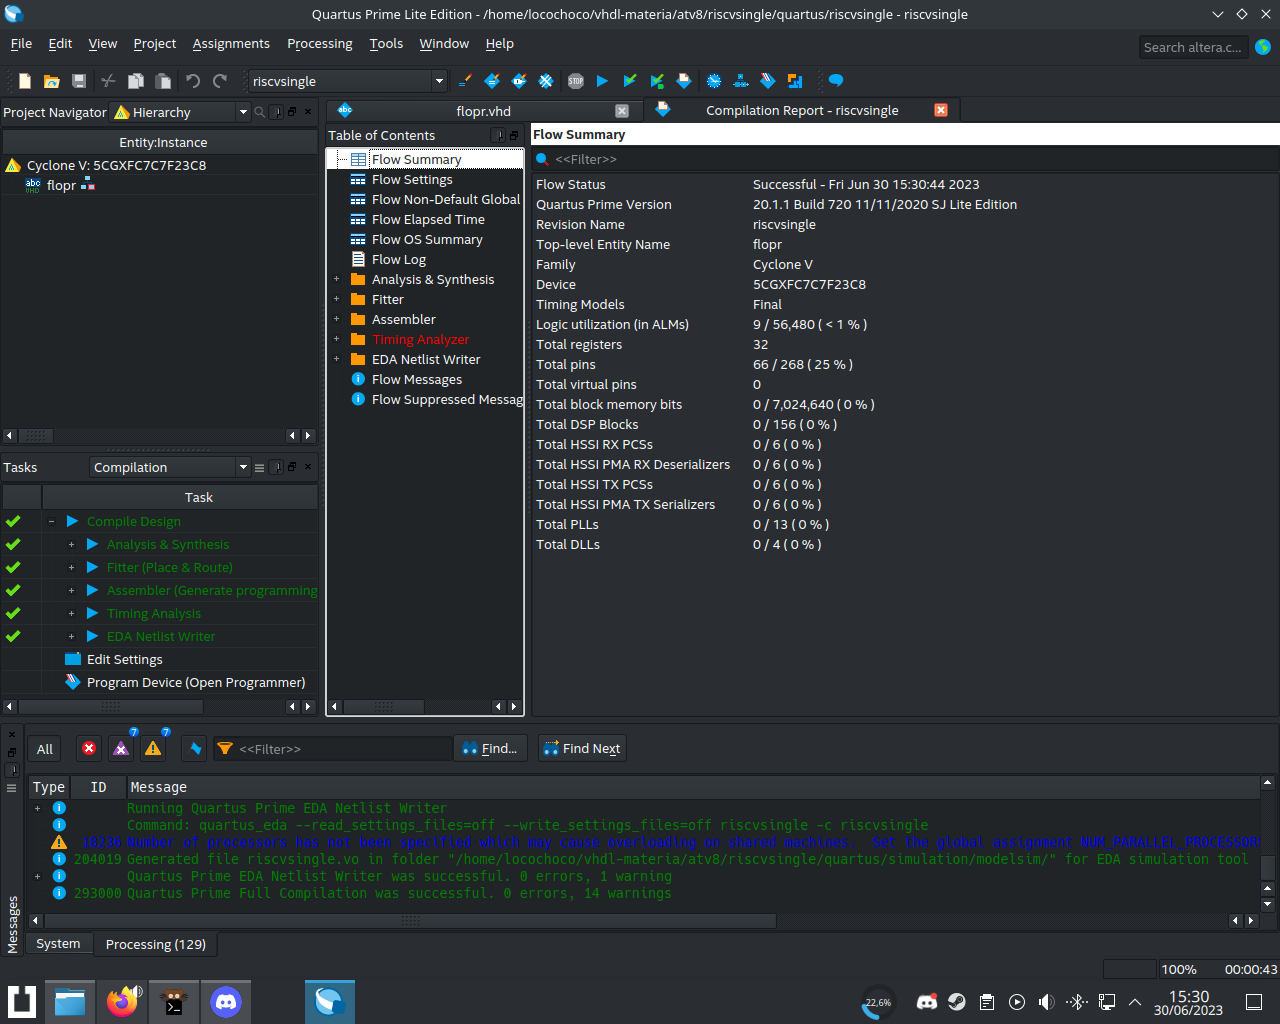 Quartus Prime Lite Edition - /home/locochoco/vhdl-materia/atv8/riscvsingle/quartus/riscvsingle - riscvsingle
File Edit View Project Assignments Processing Tools Window Help
Search altera.c...
riscvsingle
Project Navigator Hierarchy
Entity:Instance
Cyclone V: 5CGXFC7C7F23C8
flopr
flopr.vhd
Compilation Report - riscvsingle
Table of Contents
Flow Summary
Flow Settings
Flow Non-Default Global
Flow Elapsed Time
Flow OS Summary
Flow Log
Analysis & Synthesis
Fitter
Assembler
Timing Analyzer
EDA Netlist Writer
Flow Messages
Flow Suppressed Messag
Flow Summary
<<Filter>>
Flow Status Successful - Fri Jun 30 15:30:44 2023
Quartus Prime Version 20.1.1 Build 720 11/11/2020 SJ Lite Edition
Revision Name riscvsingle
Top-level Entity Name flopr
Family Cyclone V
Device 5CGXFC7C7F23C8
Timing Models Final
Logic utilization (in ALMs) 9 / 56,480 ( < 1 % )
Total registers 32
Total pins 66 / 268 ( 25 % )
Total virtual pins 0
Total block memory bits 0 / 7,024,640 ( 0 % )
Total DSP Blocks 0 / 156 ( 0 % )
Total HSSI RX PCSs 0 / 6 ( 0 % )
Total HSSI PMA RX Deserializers 0 / 6 ( 0 % )
Total HSSI TX PCSs 0 / 6 ( 0 % )
Total HSSI PMA TX Serializers 0 / 6 ( 0 % )
Total PLLs 0 / 13 ( 0 % )
Total DLLs 0 / 4 ( 0 % )
Tasks Compilation
Task
Compile Design
Analysis & Synthesis
Fitter (Place & Route)
Assembler (Generate programming
Timing Analysis
EDA Netlist Writer
Edit Settings
Program Device (Open Programmer)
All 7 7 <<Filter>> Find... Find Next
Type ID Message
Running Quartus Prime EDA Netlist Writer
Command: quartus_eda --read_settings_files=off --write_settings_files=off riscvsingle -c riscvsingle
18236 Number of processors has not been specified which may cause overloading on shared machines. Set the global assignment NUM_PARALLEL_PROCESSORS
204019 Generated file riscvsingle.vo in folder "/home/locochoco/vhdl-materia/atv8/riscvsingle/quartus/simulation/modelsim/" for EDA simulation tool
Quartus Prime EDA Netlist Writer was successful. 0 errors, 1 warning
293000 Quartus Prime Full Compilation was successful. 0 errors, 14 warnings
Messages
System Processing (129)
100% 00:00:43
22,6%
15:30
30/06/2023